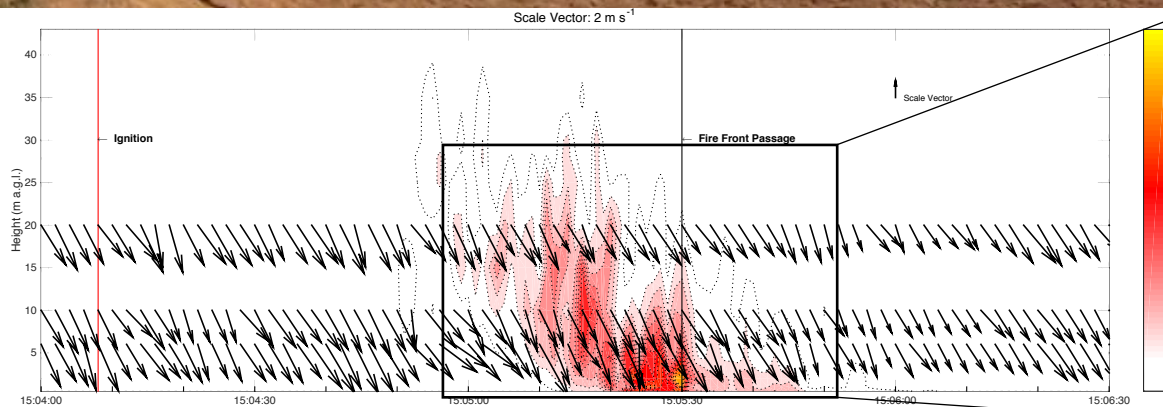 Scale Vector: 2 m s-1
40
35
30
25
20
15
10
5
Height (m a.g.l.)
Ignition
Fire Front Passage
Scale Vector
15:04:00
15:04:30
15:05:00
15:05:30
15:06:00
15:06:30